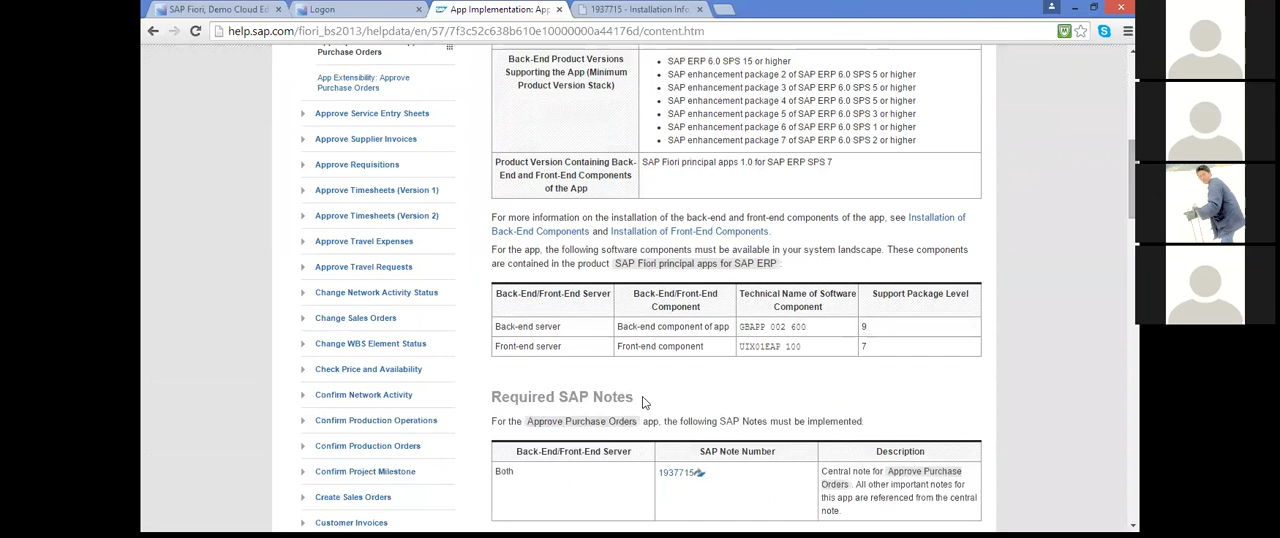 SAP Fiori, Demo Cloud Ed
Logon
App Implementation: App
1937715 - Installation Info
help.sap.com/fiori_bs2013/helpdata/en/57/7f3c52c638b610e10000000a44176d/content.htm
Purchase Orders
App Extensibility: Approve
Purchase Orders
Approve Service Entry Sheets
Approve Supplier Invoices
Approve Requisitions
Approve Timesheets (Version 1)
Approve Timesheets (Version 2)
Approve Travel Expenses
Approve Travel Requests
Change Network Activity Status
Change Sales Orders
Change WBS Element Status
Check Price and Availability
Confirm Network Activity
Confirm Production Operations
Confirm Production Orders
Confirm Project Milestone
Create Sales Orders
Customer Invoices
Back-End Product Versions
Supporting the App (Minimum
Product Version Stack)
• SAP ERP 6.0 SPS 15 or higher
• SAP enhancement package 2 of SAP ERP 6.0 SPS 5 or higher
• SAP enhancement package 3 of SAP ERP 6.0 SPS 5 or higher
• SAP enhancement package 4 of SAP ERP 6.0 SPS 5 or higher
• SAP enhancement package 5 of SAP ERP 6.0 SPS 3 or higher
• SAP enhancement package 6 of SAP ERP 6.0 SPS 1 or higher
• SAP enhancement package 7 of SAP ERP 6.0 SPS 2 or higher
Product Version Containing Back-
End and Front-End Components
of the App
SAP Fiori principal apps 1.0 for SAP ERP SPS 7
For more information on the installation of the back-end and front-end components of the app, see Installation of
Back-End Components and Installation of Front-End Components.
For the app, the following software components must be available in your system landscape. These components
are contained in the product SAP Fiori principal apps for SAP ERP :
Back-End/Front-End Server
Back-End/Front-End
Component
Technical Name of Software
Component
Support Package Level
Back-end server
Back-end component of app
GBAPP 002 600
9
Front-end server
Front-end component
UIX01EAP 100
7
Required SAP Notes
For the Approve Purchase Orders app, the following SAP Notes must be implemented:
Back-End/Front-End Server
SAP Note Number
Description
Both
1937715
Central note for Approve Purchase
Orders . All other important notes for
this app are referenced from the central
note.